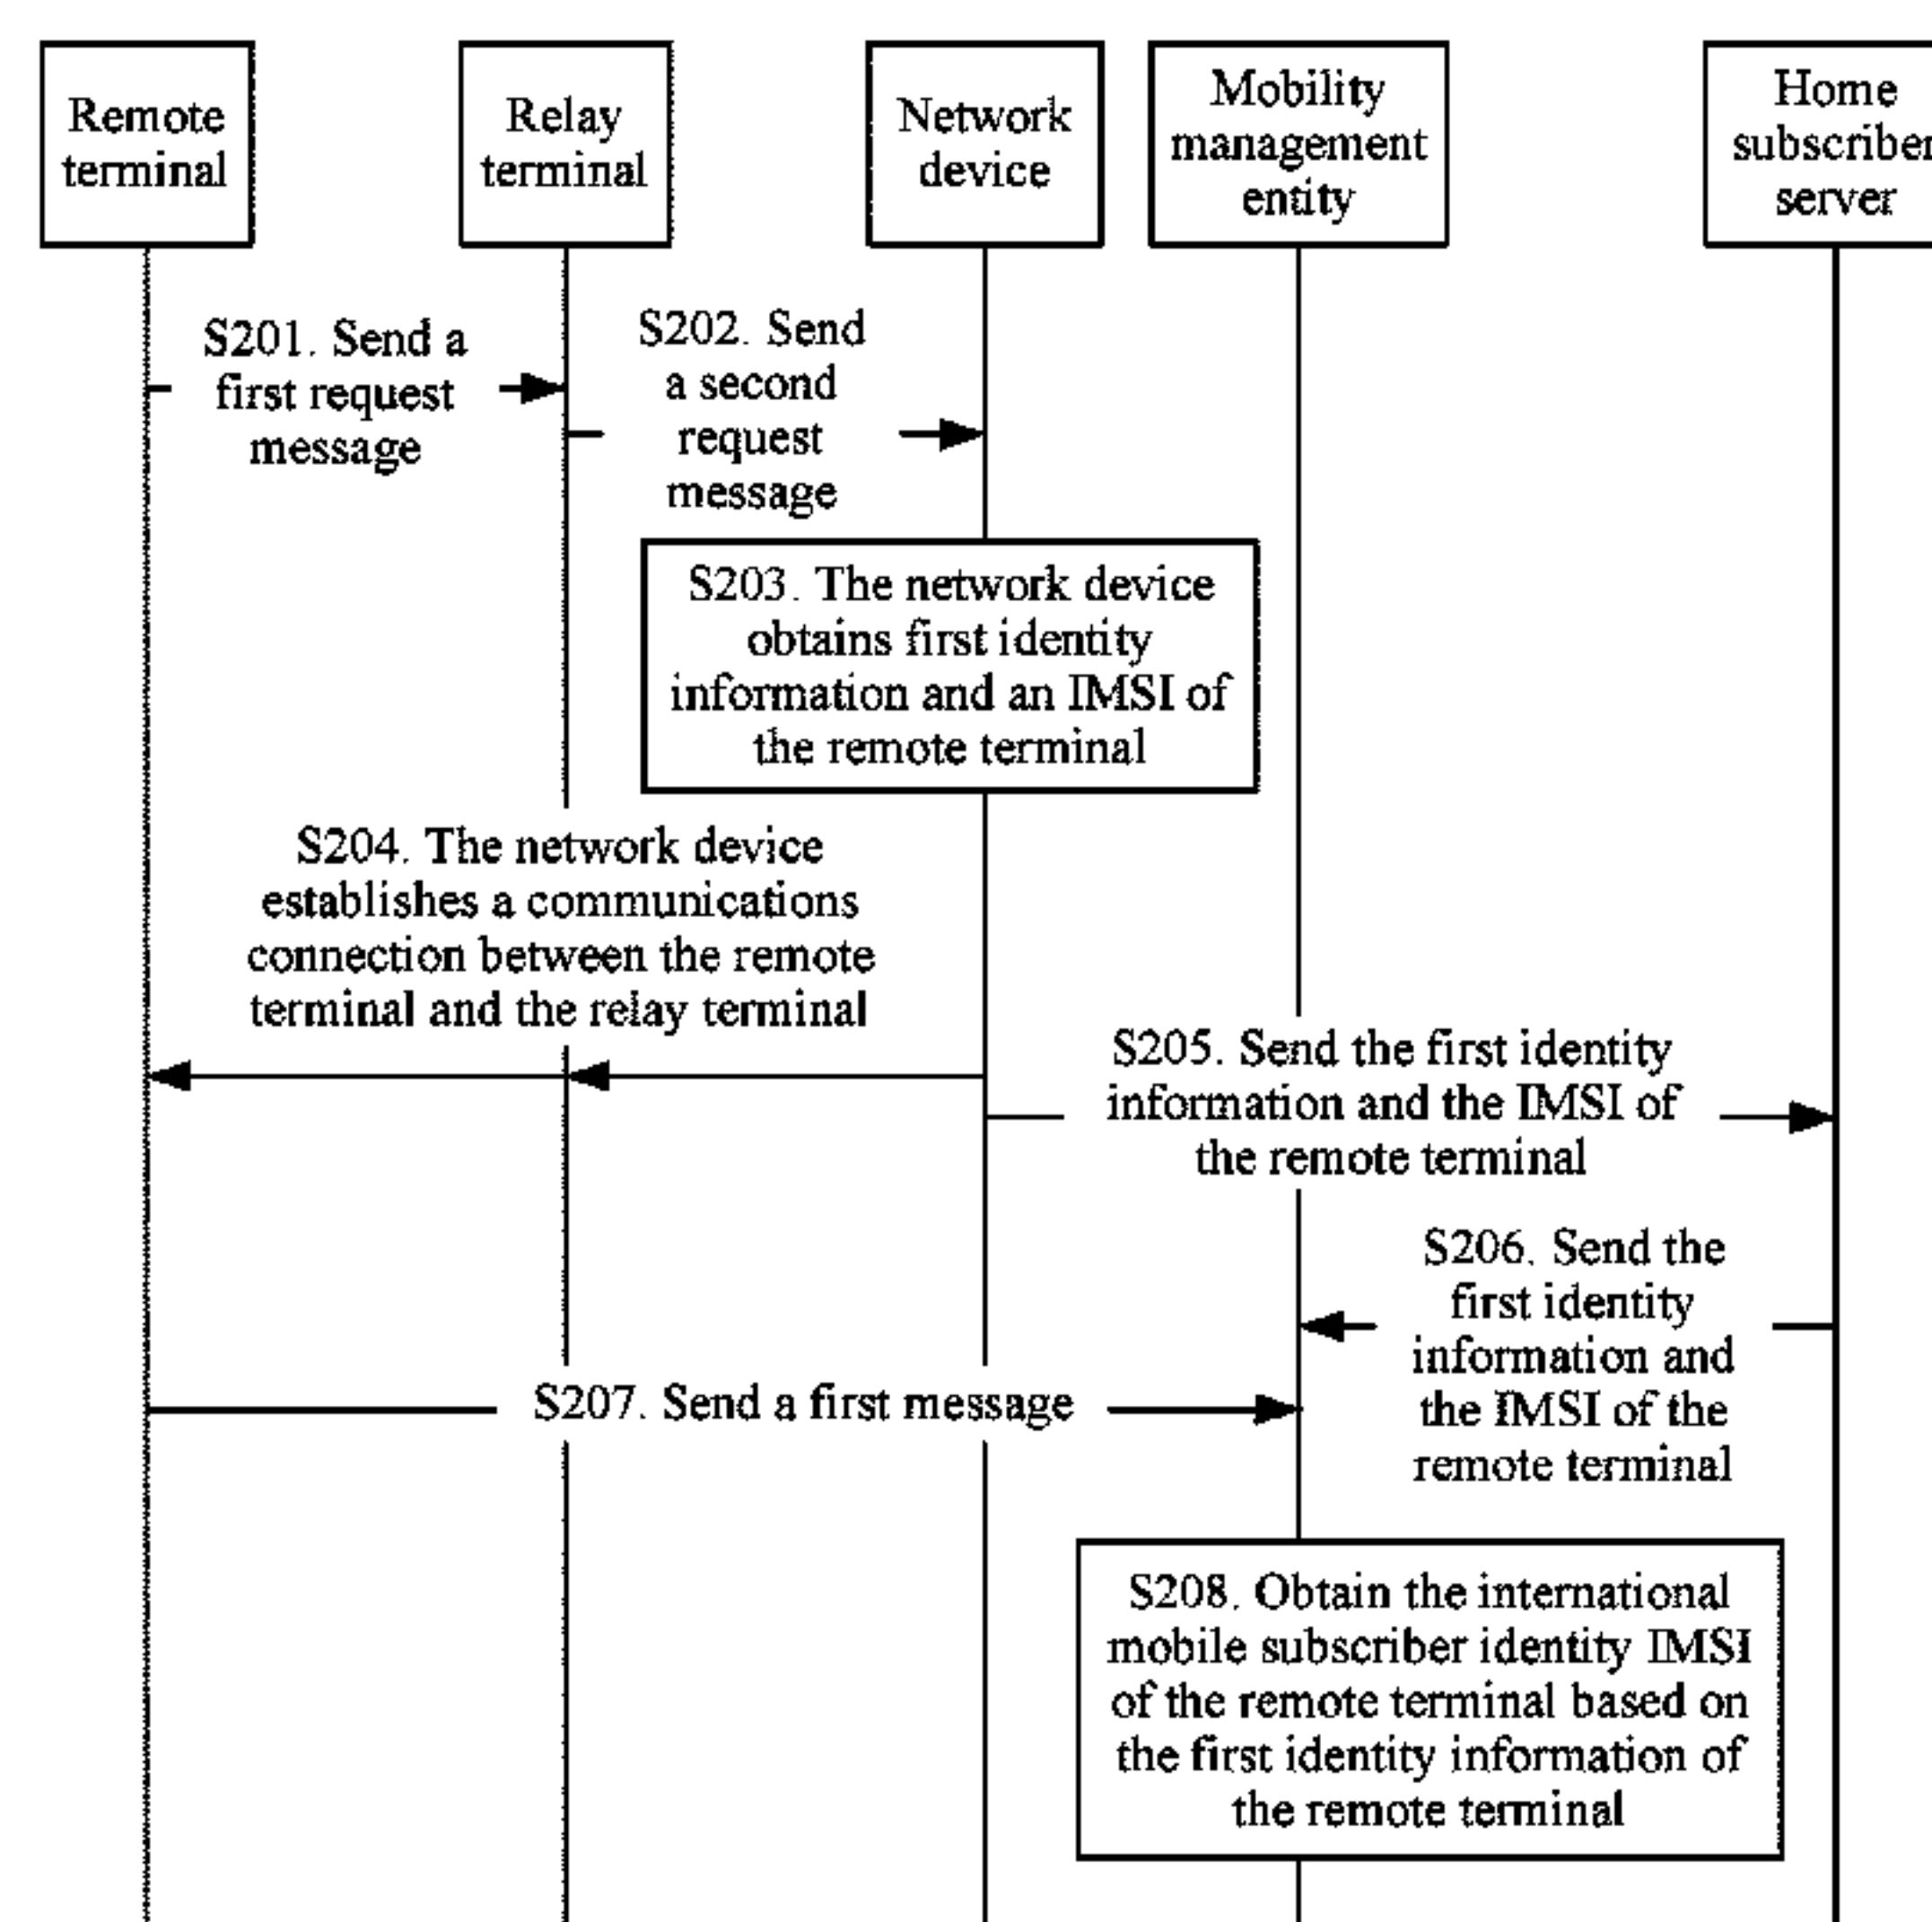 Remote
terminal
Relay
terminal
Network
device
Mobility
management
entity
Home
subscriber
server
S201. Send a
first request
message
S202. Send
a second
request
message
S203. The network device
obtains first identity
information and an IMSI of
the remote terminal
S204. The network device
establishes a communications
connection between the remote
terminal and the relay terminal
S205. Send the first identity
information and the IMSI of
the remote terminal
S206. Send the
first identity
information and
the IMSI of the
remote terminal
S207. Send a first message
S208. Obtain the international
mobile subscriber identity IMSI
of the remote terminal based on
the first identity information of
the remote terminal